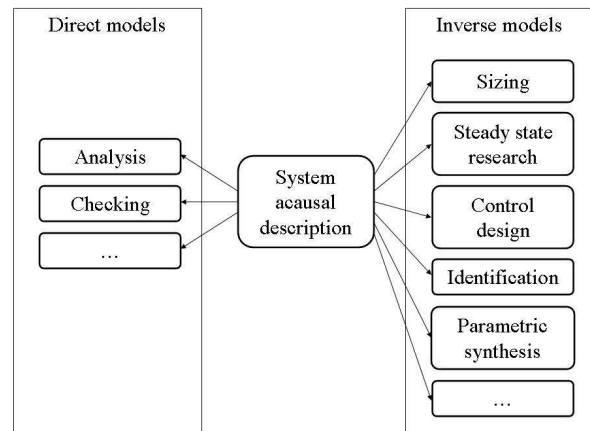 Direct models
Analysis
Checking
...
System
acausal
description
Inverse models
Sizing
Steady state
research
Control
design
Identification
Parametric
synthesis
...